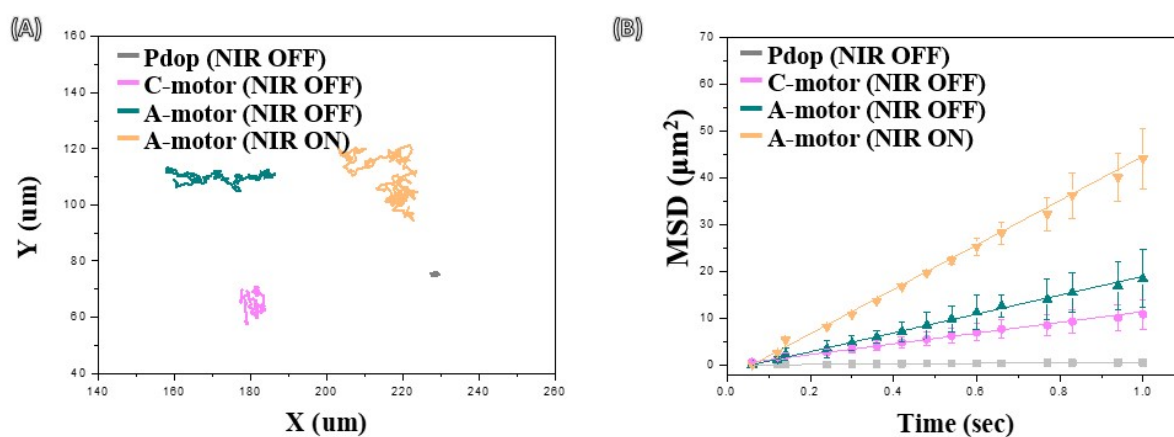 (A)
160
140
120
100
80
60
40
Y (um)
Pdop (NIR OFF)
C-motor (NIR OFF)
A-motor (NIR OFF)
A-motor (NIR ON)
140 160 180 200 220 240 260
X (um)
(B)
70
60
50
40
30
20
10
0
MSD (µm²)
Pdop (NIR OFF)
C-motor (NIR OFF)
A-motor (NIR OFF)
A-motor (NIR ON)
0.0 0.2 0.4 0.6 0.8 1.0
Time (sec)